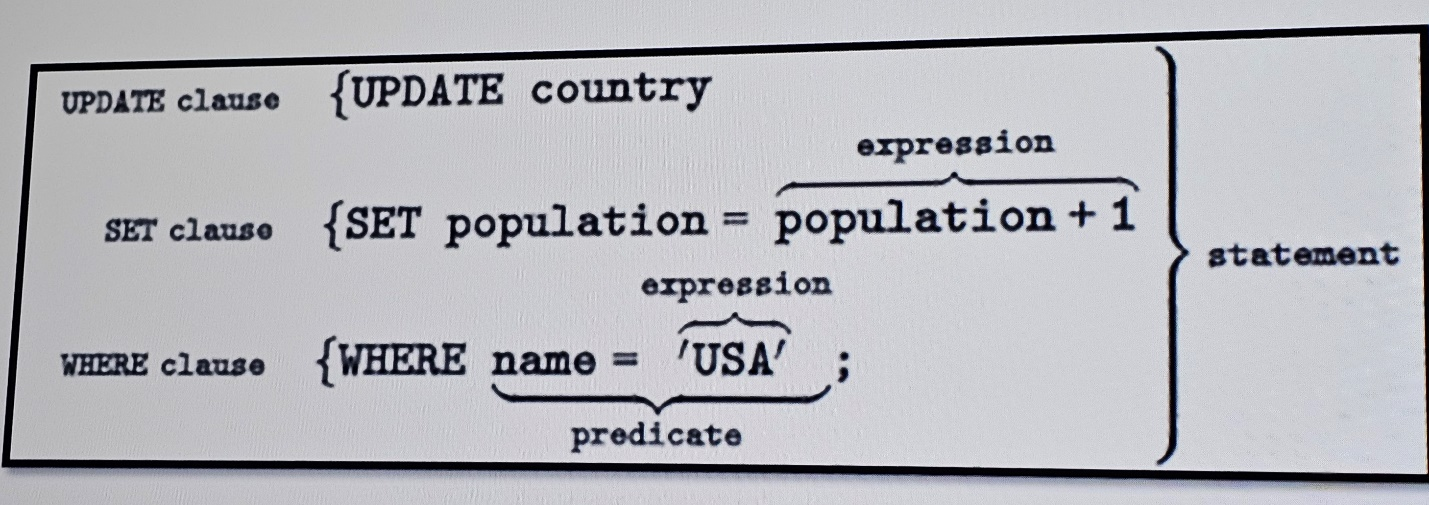 UPDATE clause {UPDATE country
expression
SET clause {SET population = population + 1
} statement
expression
WHERE clause {WHERE name = 'USA' ;
predicate